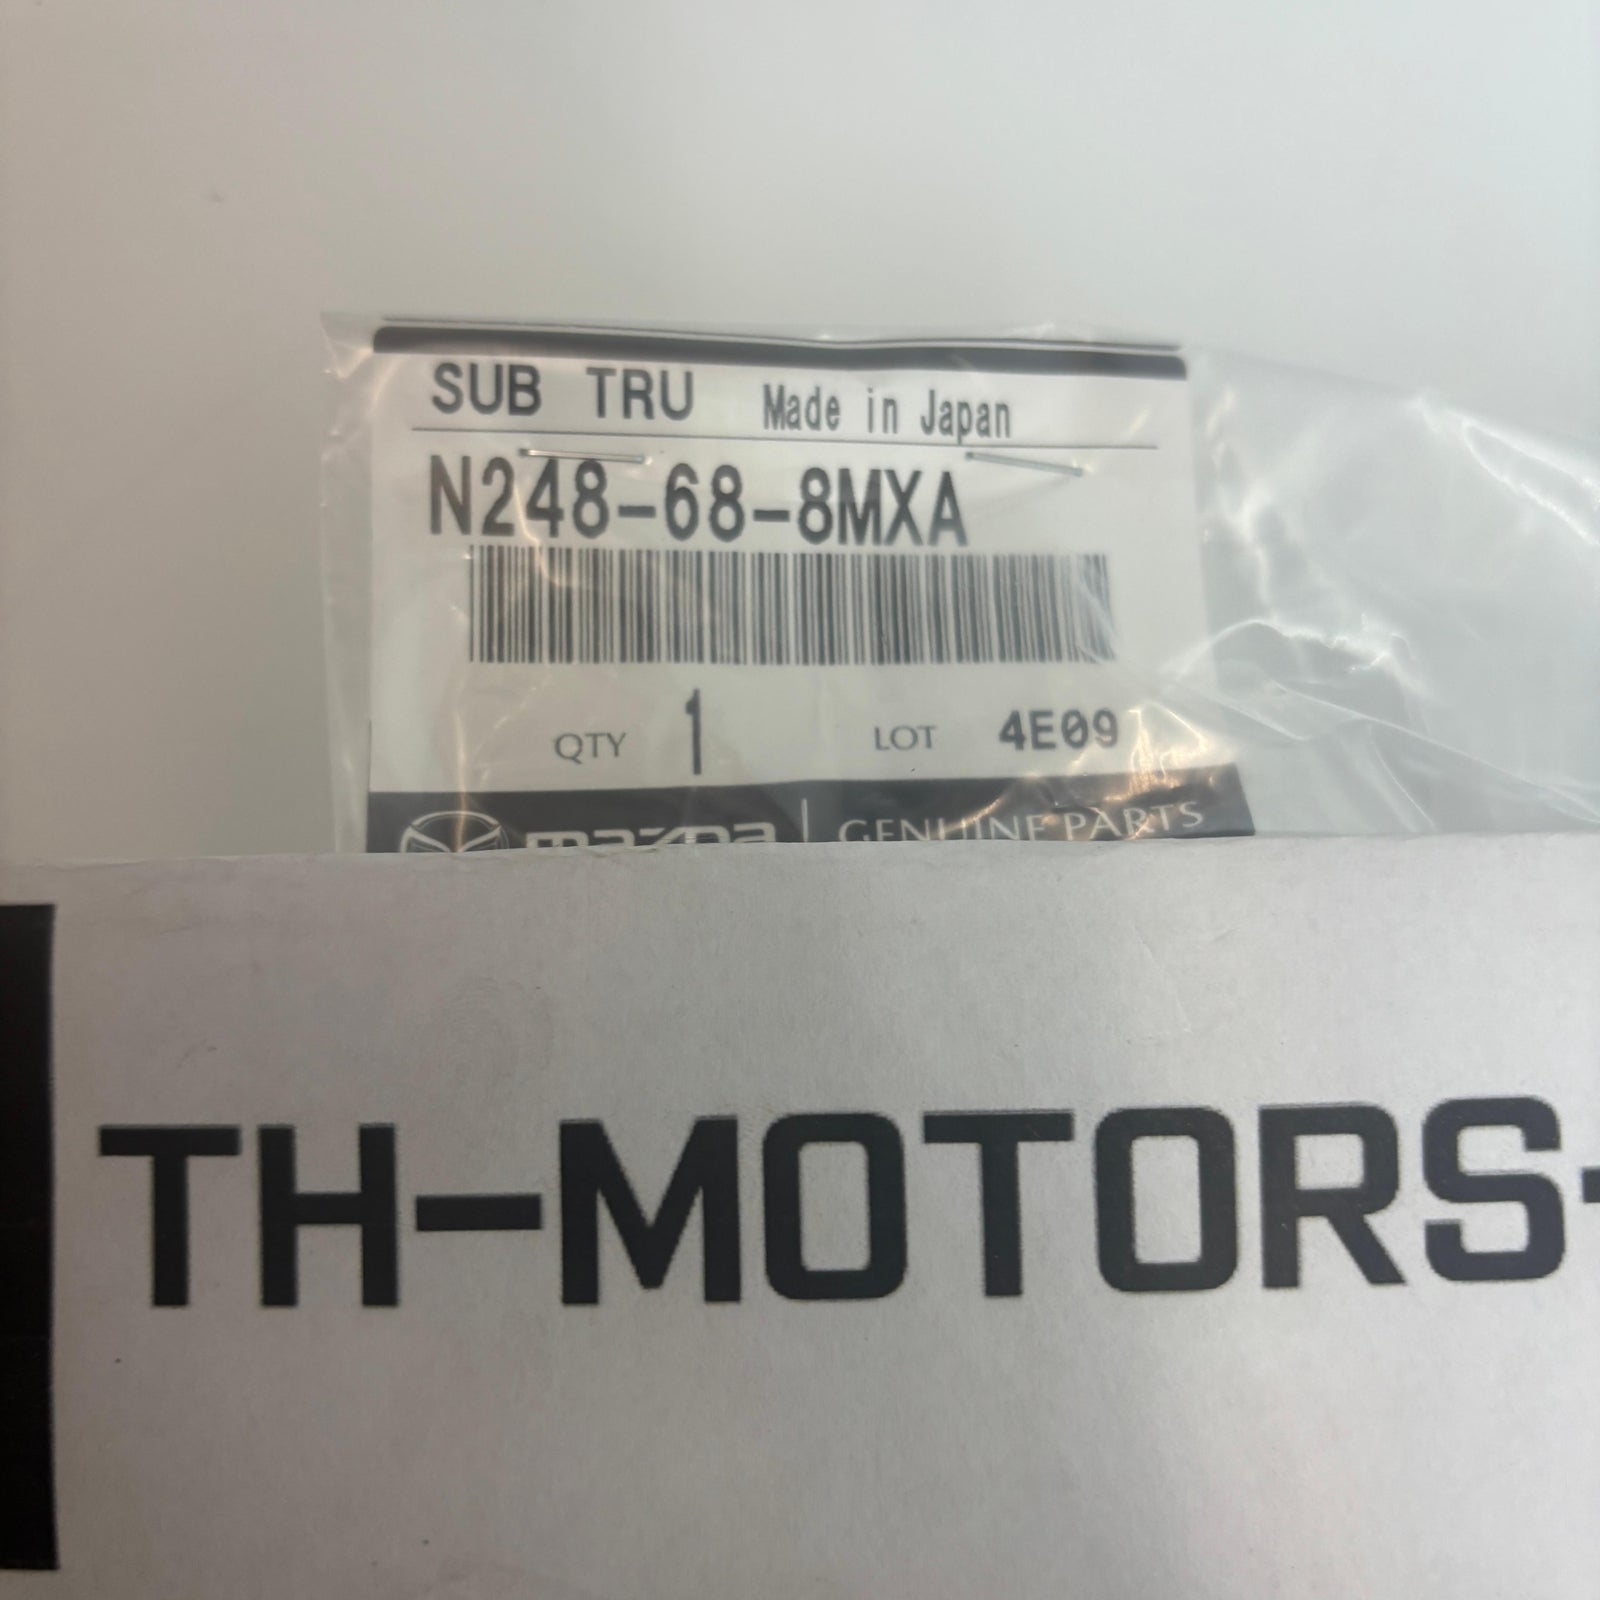 SUB TRU Made in Japan
N248-68-8MXA
QTY 1 LOT 4E09
mazda GENUINE PARTS
TH-MOTORS-